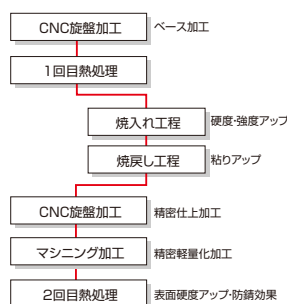 CNC旋盤加工 ベース加工
1回目熱処理
焼入れ工程 硬度・強度アップ
焼戻し工程 粘りアップ
CNC旋盤加工 精密仕上加工
マシニング加工 精密軽量化加工
2回目熱処理 表面硬度アップ・防錆効果